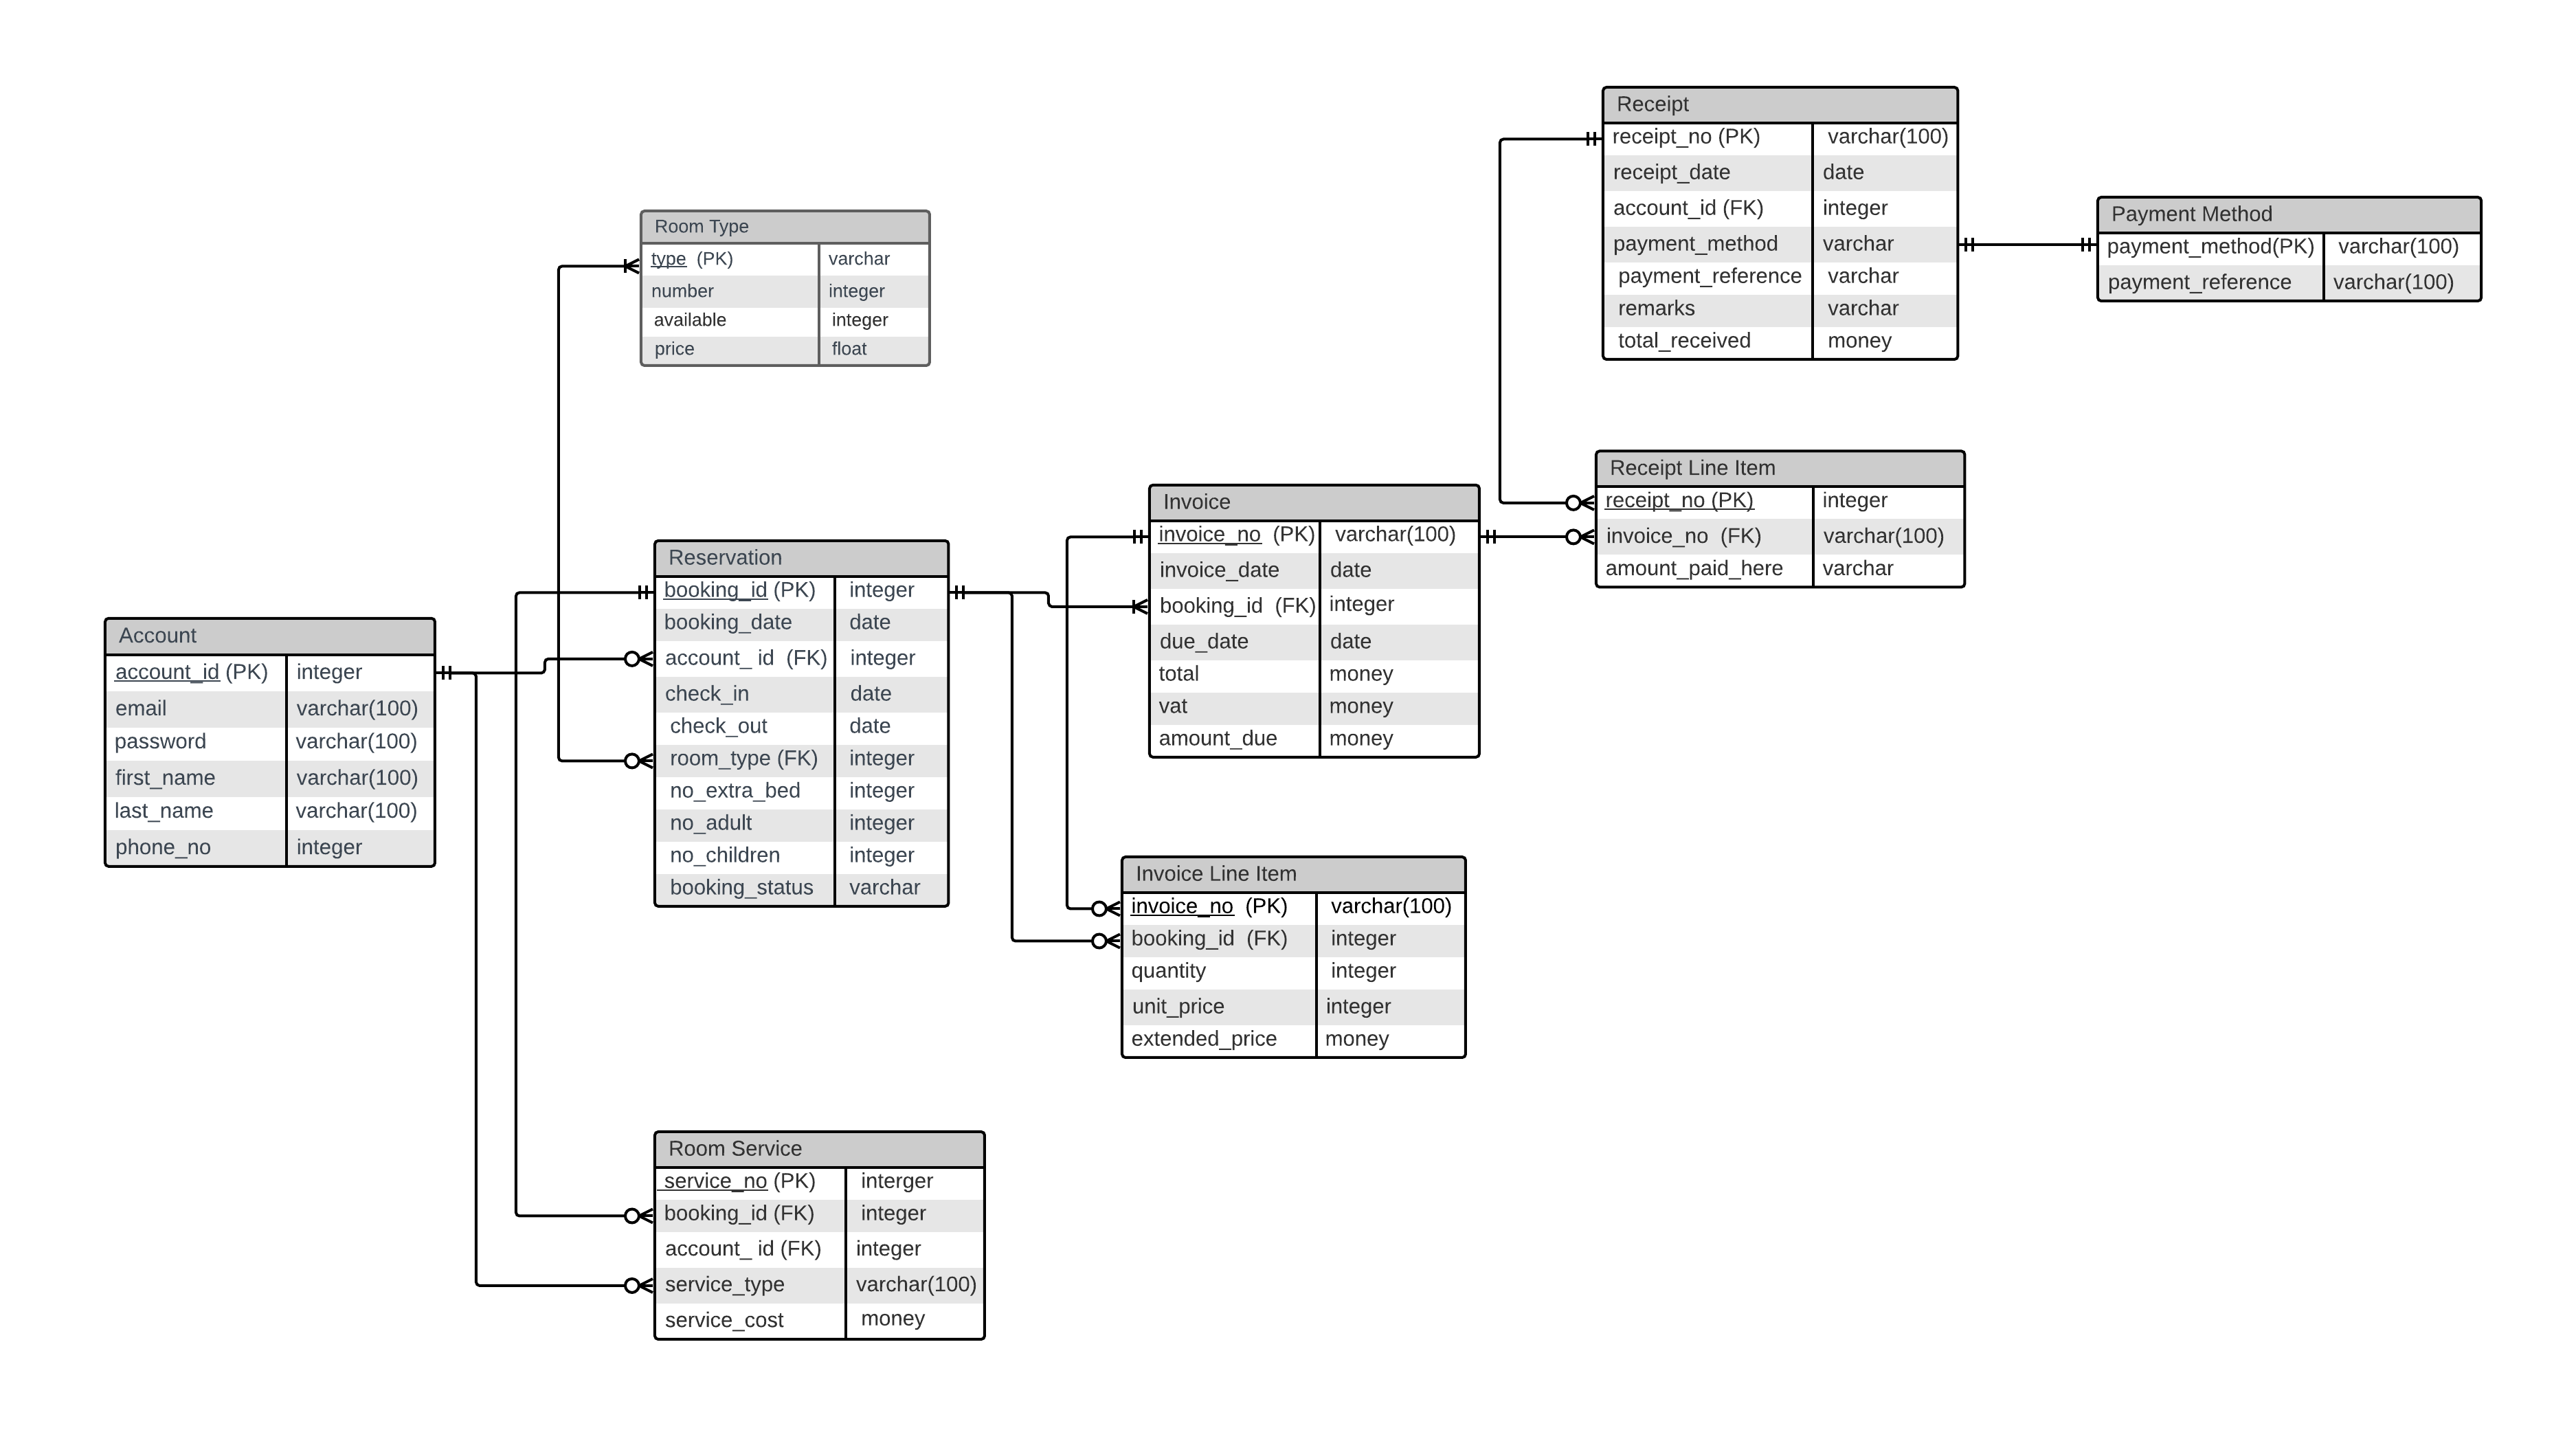 Receipt
receipt_no (PK) varchar(100)
receipt_date date
account_id (FK) integer
payment_method varchar
payment_reference varchar
remarks varchar
total_received money
Payment Method
payment_method(PK) varchar(100)
payment_reference varchar(100)
Room Type
type (PK) varchar
number integer
available integer
price float
Receipt Line Item
receipt_no (PK) integer
invoice_no (FK) varchar(100)
amount_paid_here varchar
Invoice
invoice_no (PK) varchar(100)
invoice_date date
booking_id (FK) integer
due_date date
total money
vat money
amount_due money
Reservation
booking_id (PK) integer
booking_date date
account_ id (FK) integer
check_in date
check_out date
room_type (FK) integer
no_extra_bed integer
no_adult integer
no_children integer
booking_status varchar
Account
account_id (PK) integer
email varchar(100)
password varchar(100)
first_name varchar(100)
last_name varchar(100)
phone_no integer
Invoice Line Item
invoice_no (PK) varchar(100)
booking_id (FK) integer
quantity integer
unit_price integer
extended_price money
Room Service
service_no (PK) interger
booking_id (FK) integer
account_ id (FK) integer
service_type varchar(100)
service_cost money